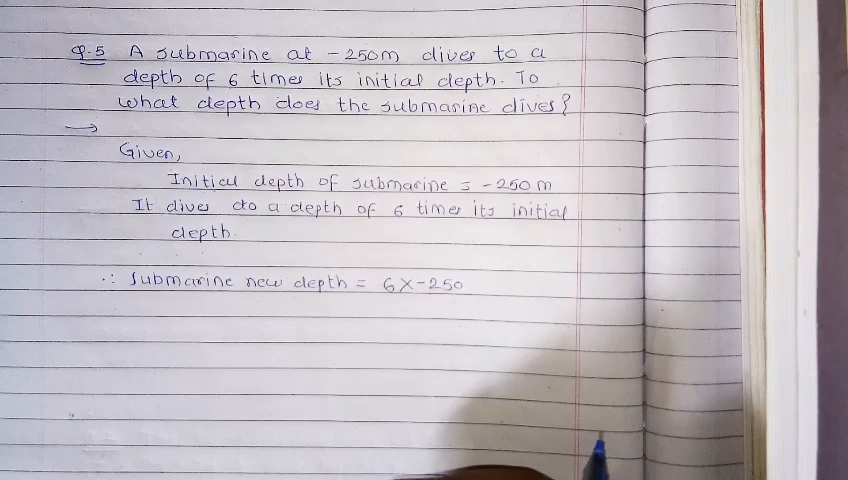 Q.5 A submarine at -250m dives to a
depth of 6 times its initial depth. To
what depth does the submarine dives?
→
Given,
Initial depth of submarine = -250 m
It dives to a depth of 6 times its initial
depth.
∴ Submarine new depth = 6X-250